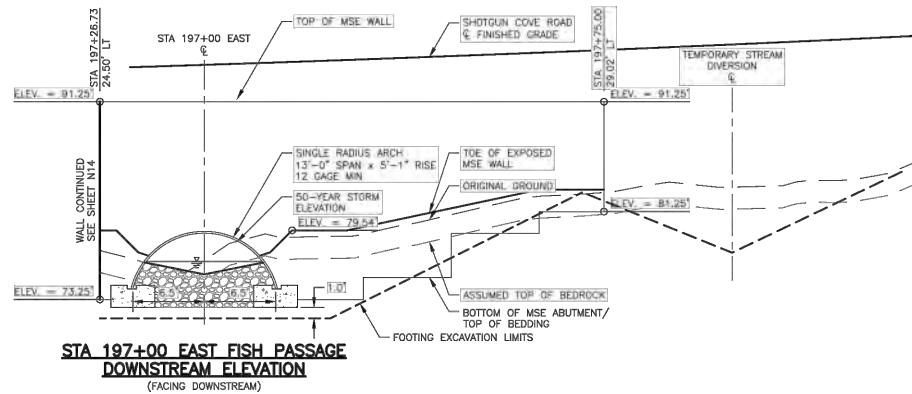 STA 197+26.73
24.50' LT
TOP OF MSE WALL
STA 197+00 EAST
℄
SHOTGUN COVE ROAD
℄ FINISHED GRADE
STA 197+75.00
29.02' LT
TEMPORARY STREAM
DIVERSION
℄
ELEV. = 91.25'
ELEV. = 91.25'
WALL CONTINUED
SEE SHEET N14
SINGLE RADIUS ARCH
13'-0" SPAN x 5'-1" RISE
12 GAGE MIN
50-YEAR STORM
ELEVATION
ELEV. = 79.54'
TOE OF EXPOSED
MSE WALL
ORIGINAL GROUND
ELEV. = 81.25'
ELEV. = 73.25'
6.5'
6.5'
1.0'
ASSUMED TOP OF BEDROCK
BOTTOM OF MSE ABUTMENT/
TOP OF BEDDING
FOOTING EXCAVATION LIMITS
STA 197+00 EAST FISH PASSAGE
DOWNSTREAM ELEVATION
(FACING DOWNSTREAM)